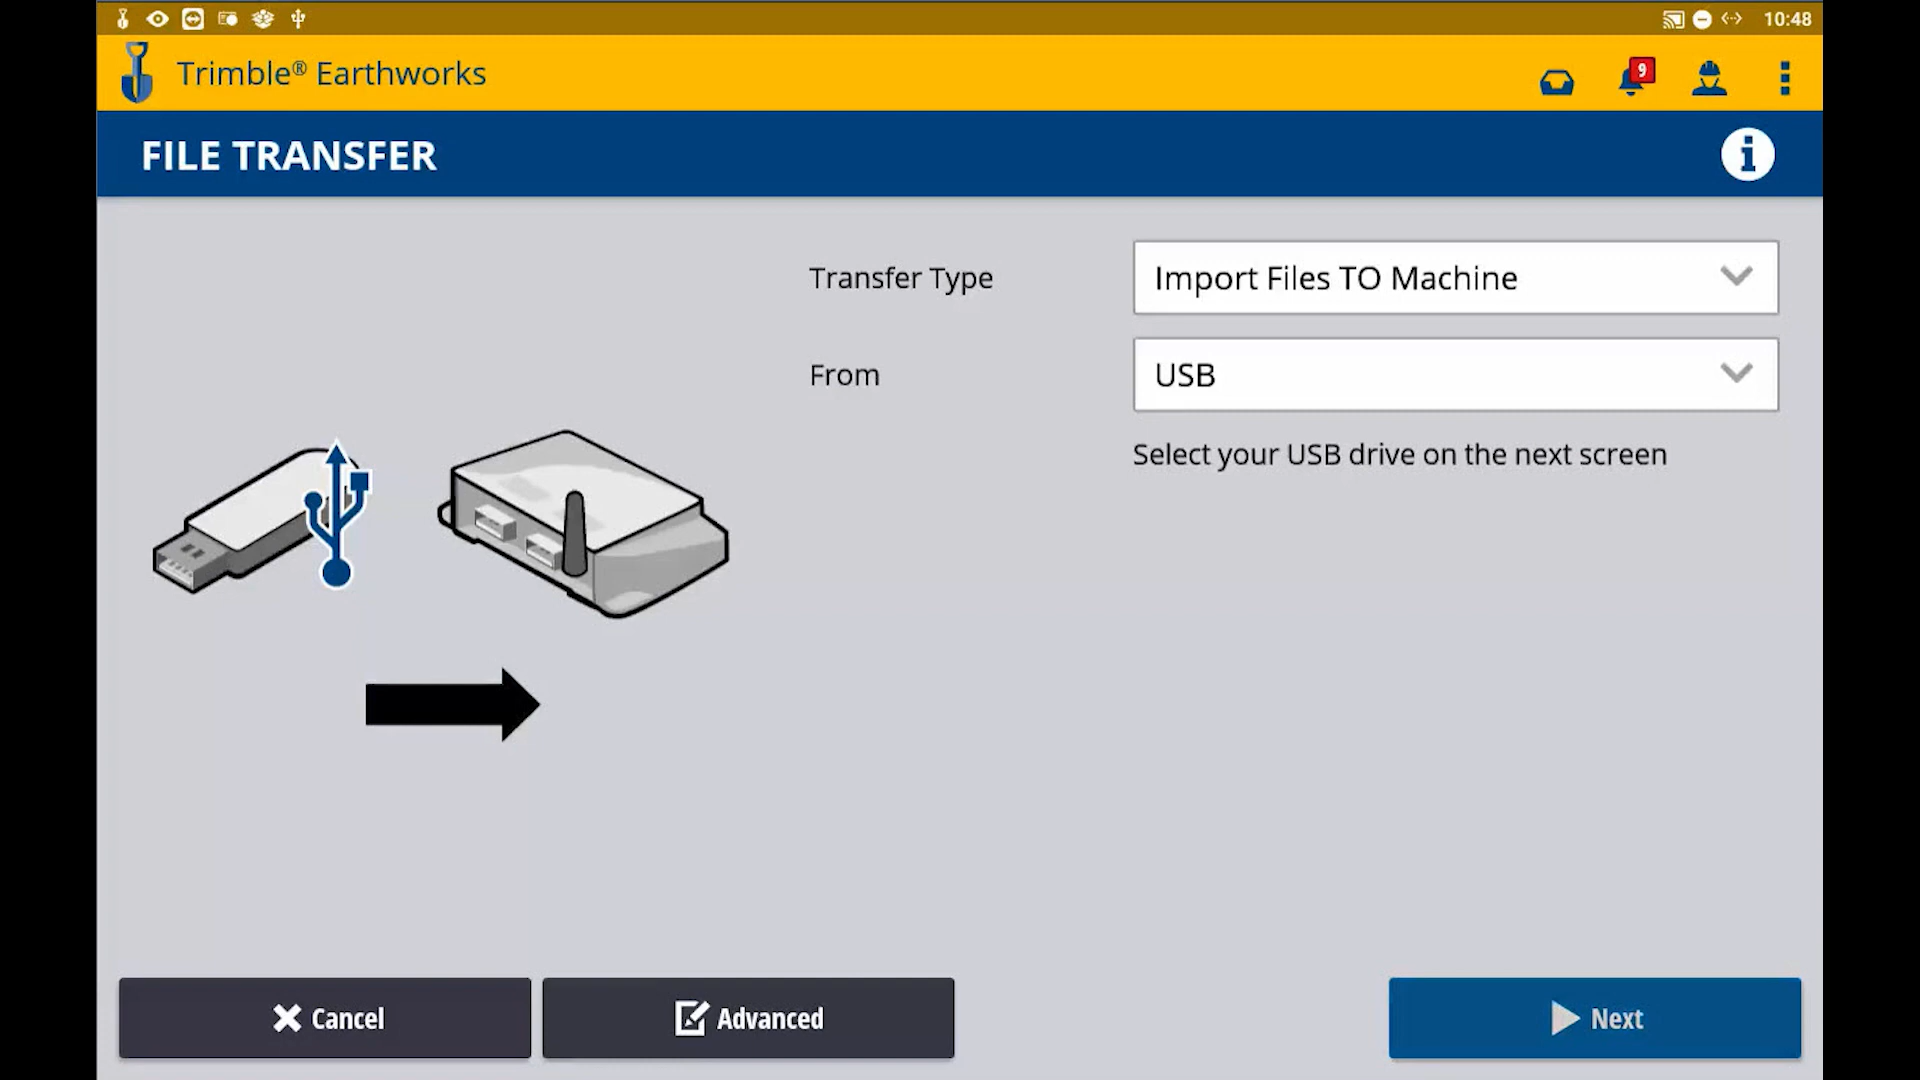 10:48
Trimble® Earthworks
9
FILE TRANSFER
Transfer Type
Import Files TO Machine
From
USB
Select your USB drive on the next screen
Cancel
Advanced
Next